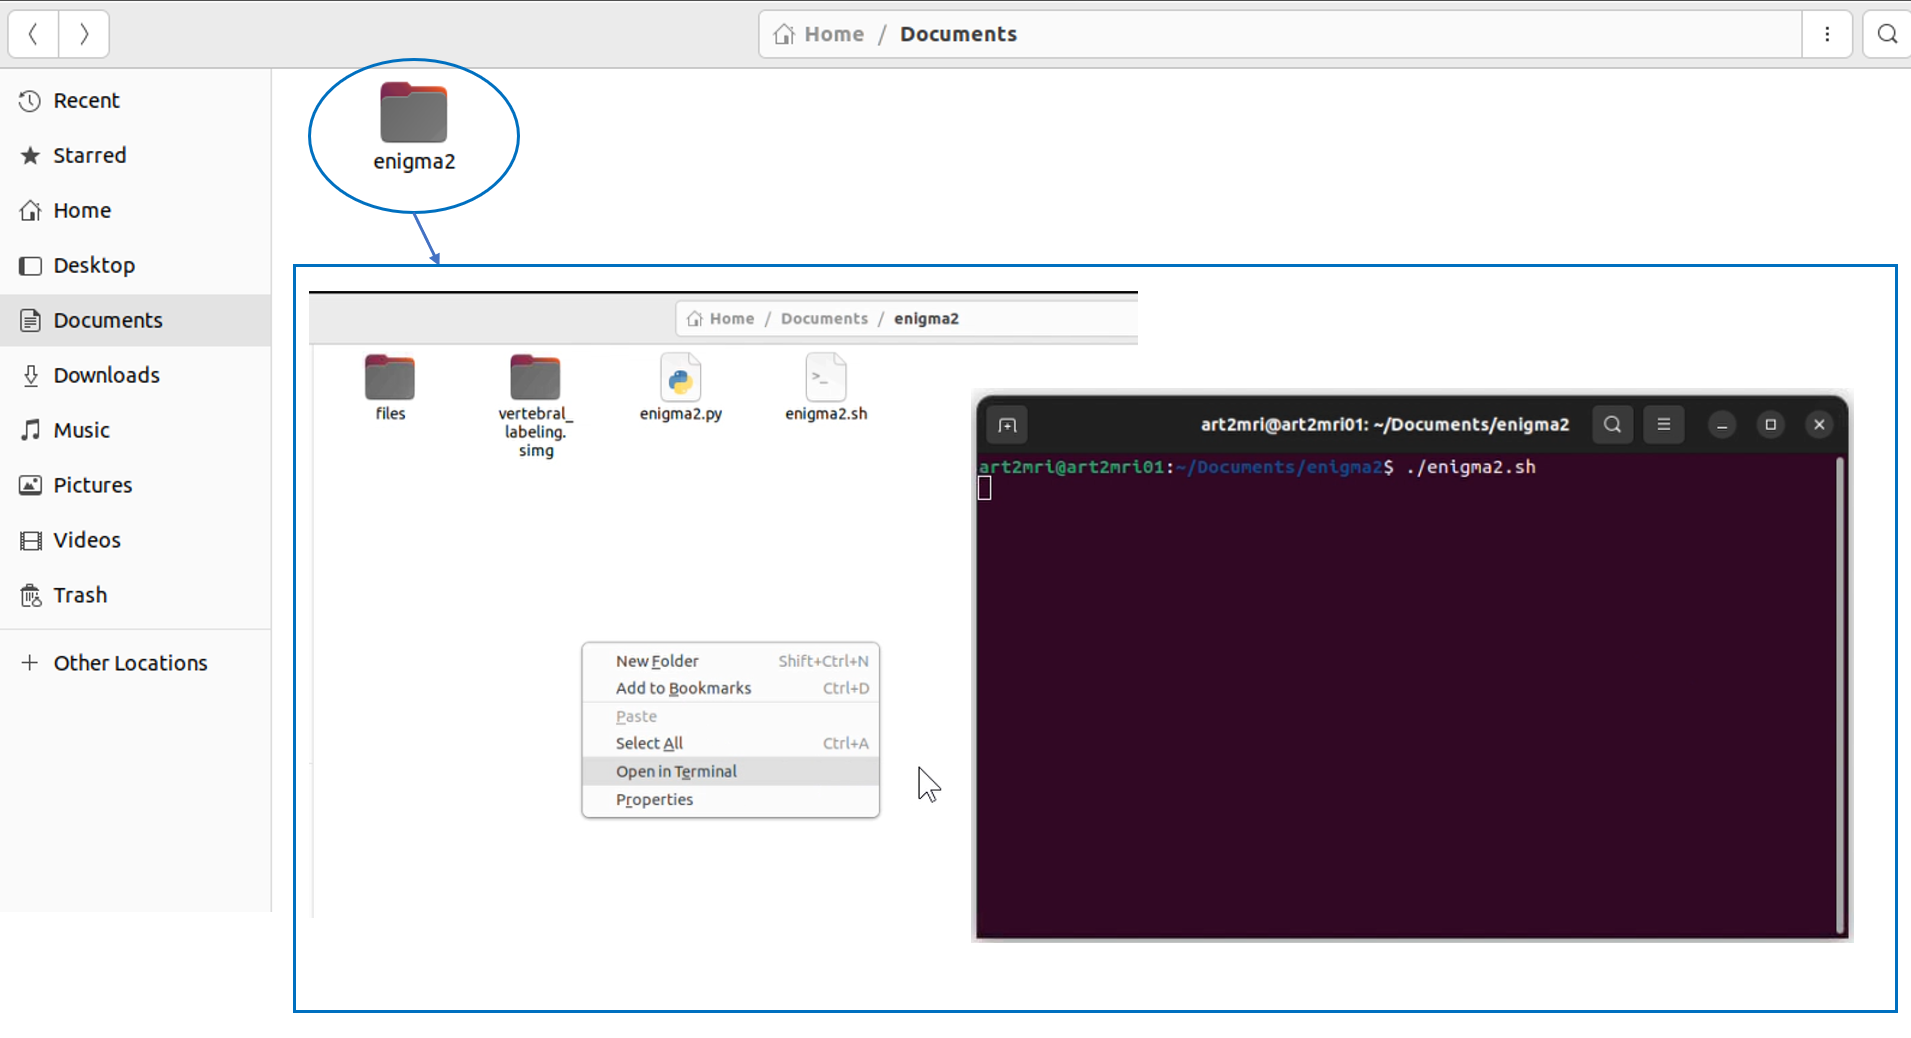 Home / Documents
Recent
Starred
Home
Desktop
Documents
Downloads
Music
Pictures
Videos
Trash
Other Locations
enigma2
Home / Documents / enigma2
files
vertebral_
labeling.
simg
enigma2.py
enigma2.sh
New Folder Shift+Ctrl+N
Add to Bookmarks Ctrl+D
Paste
Select All Ctrl+A
Open in Terminal
Properties
art2mri@art2mri01: ~/Documents/enigma2
art2mri@art2mri01:~/Documents/enigma2$ ./enigma2.sh